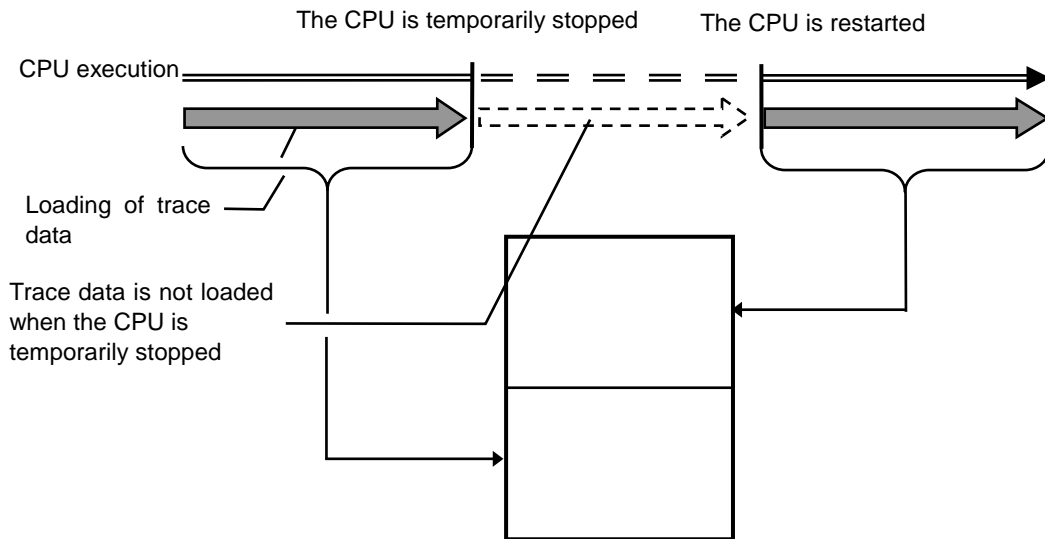 The CPU is temporarily stopped
The CPU is restarted
CPU execution
Loading of trace
data
Trace data is not loaded
when the CPU is
temporarily stopped